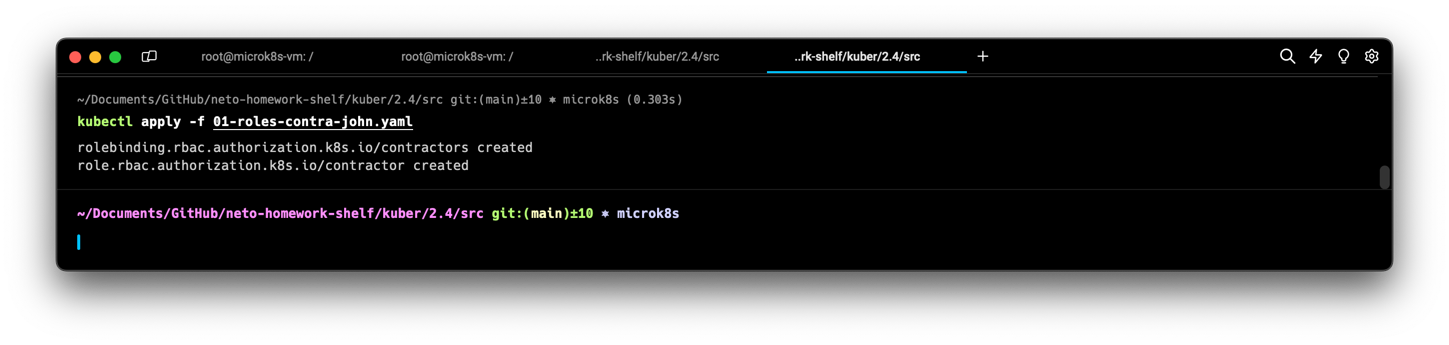 root@microk8s-vm: / root@microk8s-vm: / ..rk-shelf/kuber/2.4/src ..rk-shelf/kuber/2.4/src +
~/Documents/GitHub/neto-homework-shelf/kuber/2.4/src git:(main)±10 ⎈ microk8s (0.303s)
kubectl apply -f 01-roles-contra-john.yaml
rolebinding.rbac.authorization.k8s.io/contractors created
role.rbac.authorization.k8s.io/contractor created
~/Documents/GitHub/neto-homework-shelf/kuber/2.4/src git:(main)±10 ⎈ microk8s